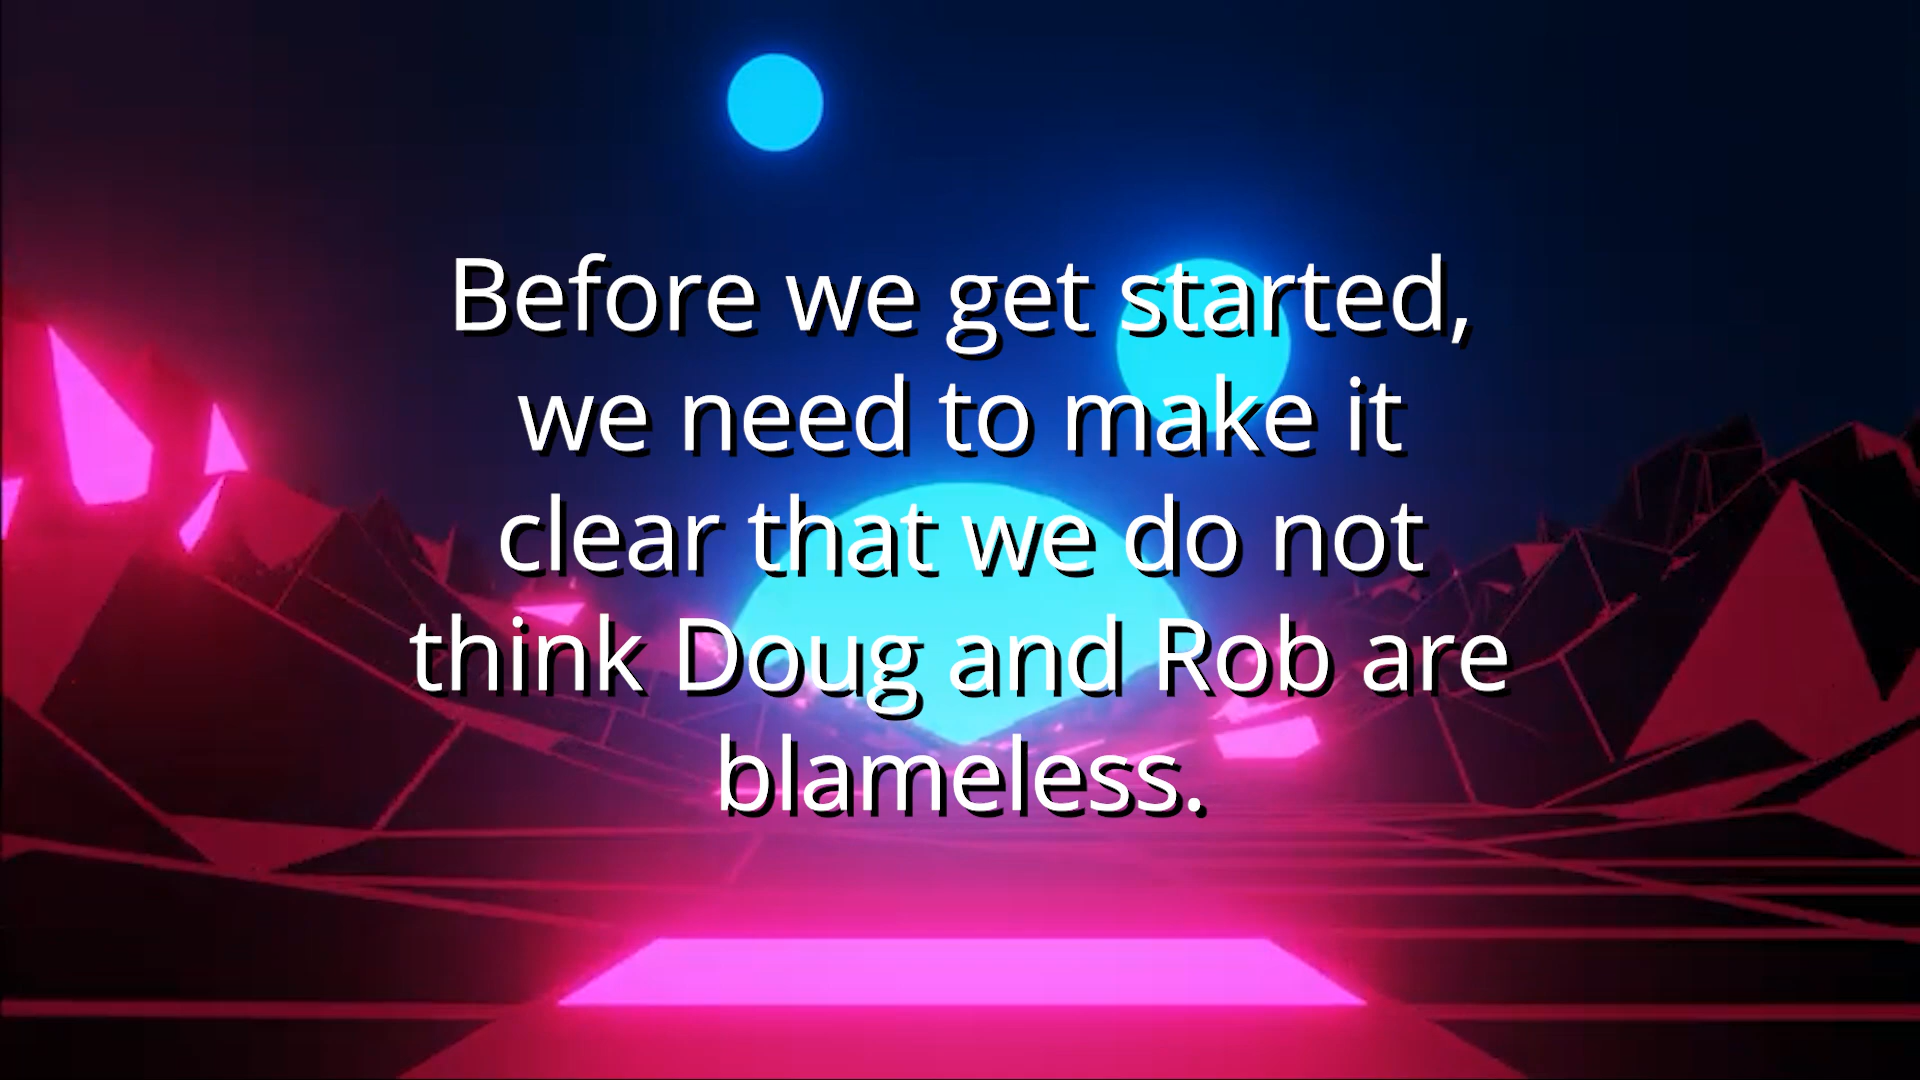 Before we get started,
we need to make it
clear that we do not
think Doug and Rob are
blameless.